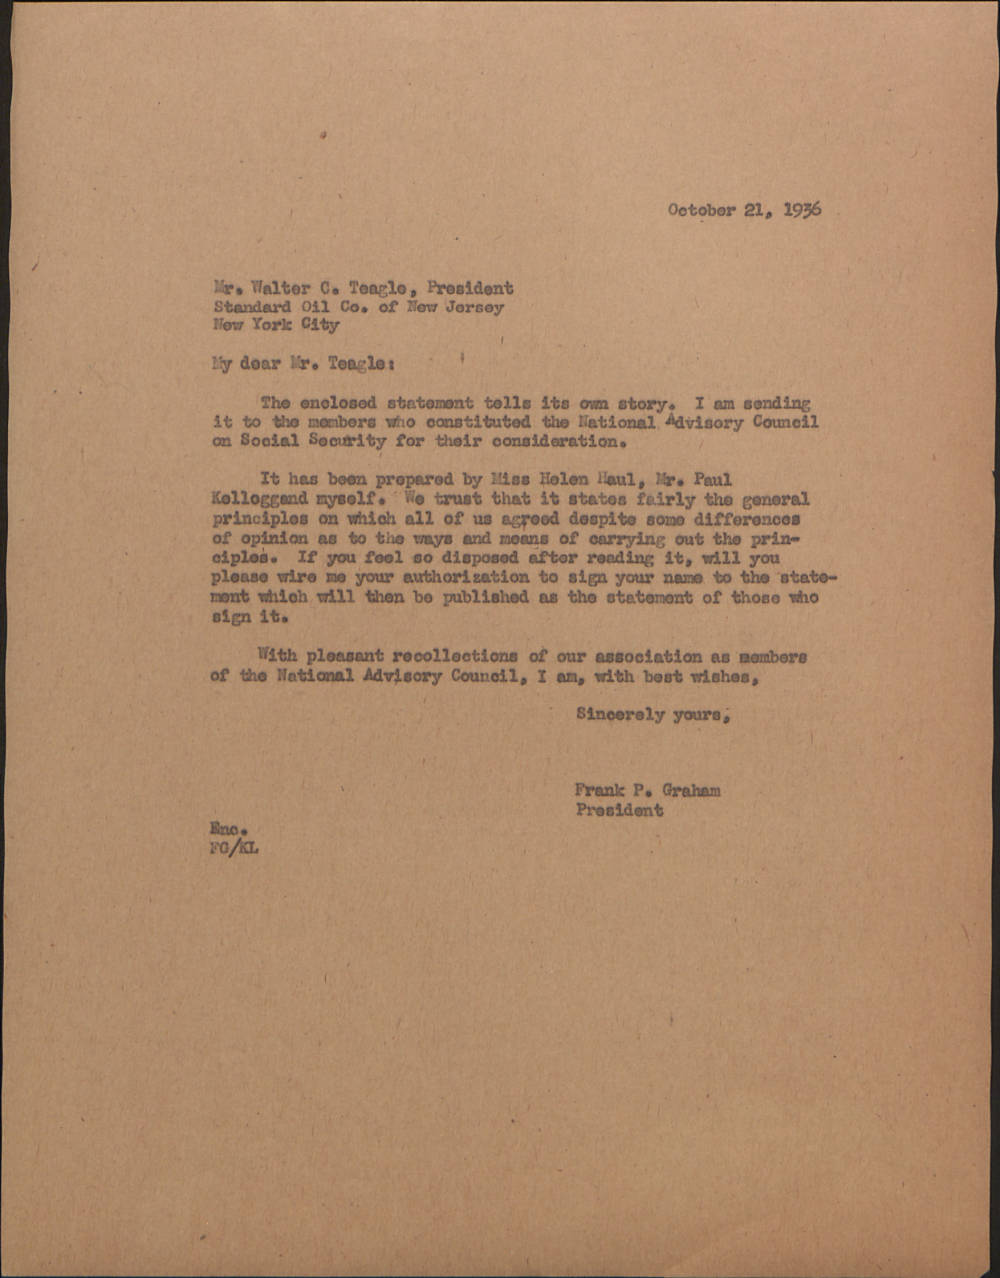 October 21, 1936
Mr. Walter C. Teagle, President
Standard Oil Co. of New Jersey
New York City
My dear Mr. Teagle:
The enclosed statement tells its own story. I am sending
it to the members who constituted the National Advisory Council
on Social Security for their consideration.
It has been prepared by Miss Helen Haul, Mr. Paul
Kelloggand myself. We trust that it states fairly the general
principles on which all of us agreed despite some differences
of opinion as to the ways and means of carrying out the prin-
ciples. If you feel so disposed after reading it, will you
please wire me your authorization to sign your name to the state-
ment which will then be published as the statement of those who
sign it.
With pleasant recollections of our association as members
of the National Advisory Council, I am, with best wishes,
Sincerely yours,
Frank P. Graham
President
Enc.
FG/KL